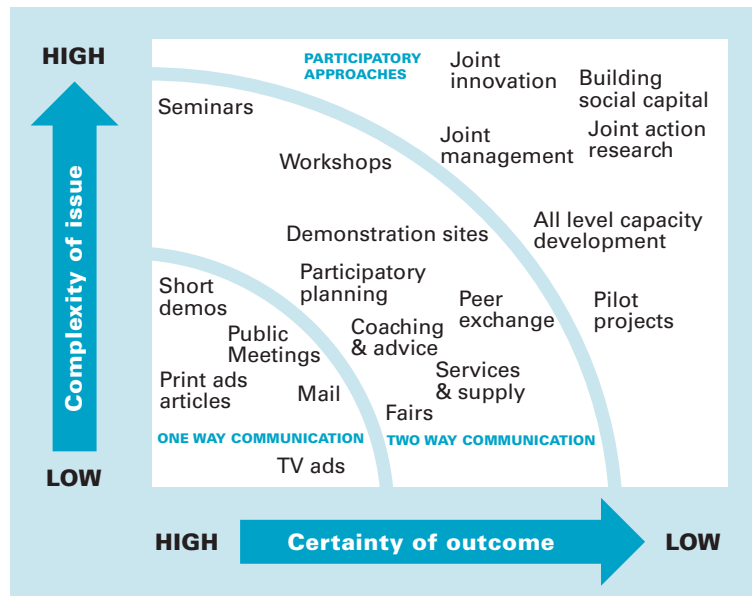 HIGH
PARTICIPATORY
APPROACHES
Joint
innovation
Building
social capital
Seminars
Joint
management
Joint action
research
Workshops
Complexity of issue
Demonstration sites
All level capacity
development
Short
demos
Participatory
planning
Peer
exchange
Pilot
projects
Public
Meetings
Coaching
& advice
Print ads
articles
Mail
Services
& supply
Fairs
ONE WAY COMMUNICATION
TWO WAY COMMUNICATION
TV ads
LOW
HIGH
Certainty of outcome
LOW